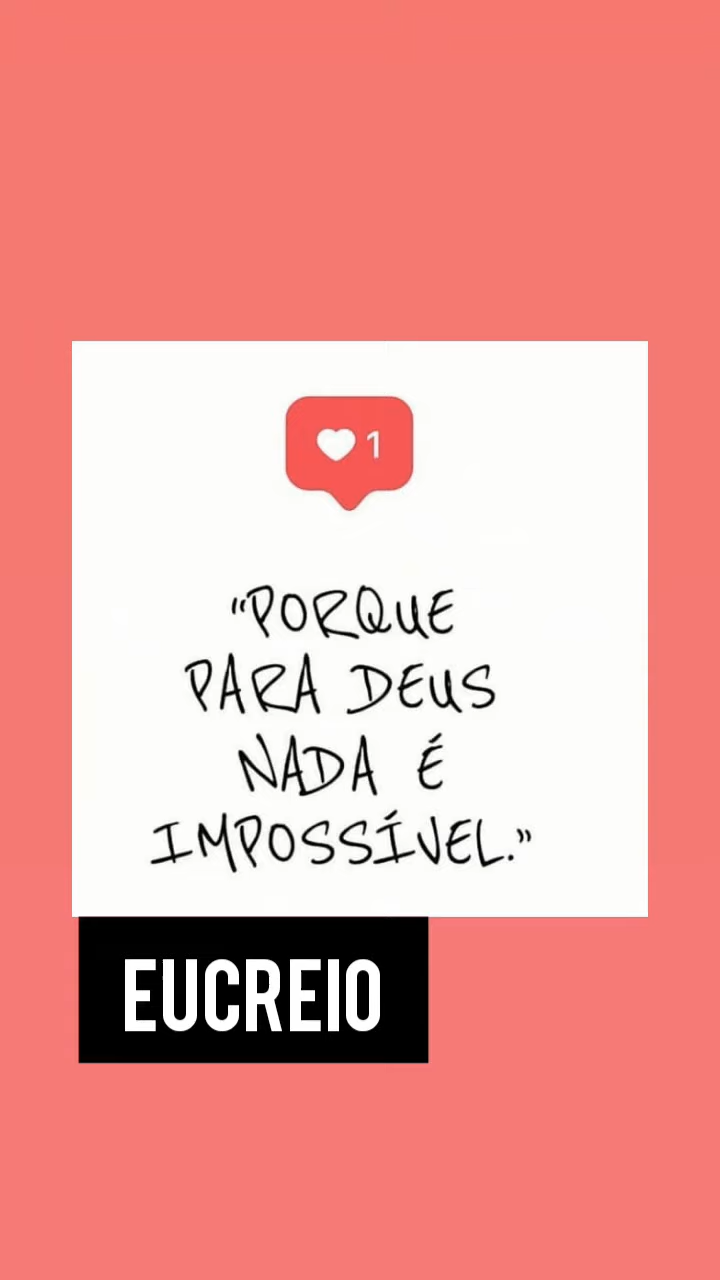 1
“PORQUE
PARA DEUS
NADA É
IMPOSSÍVEL.”
EUCREIO